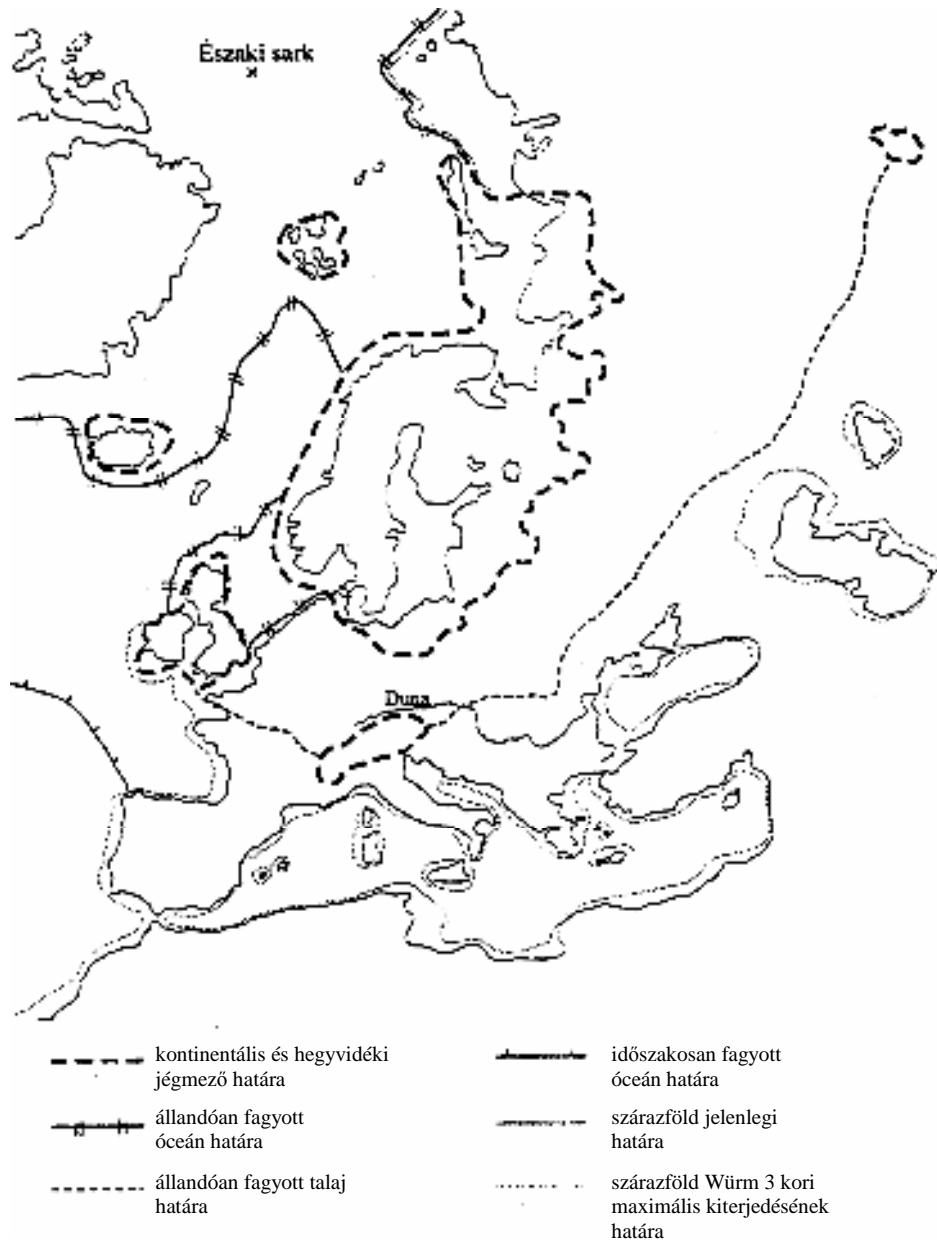 Északi sark
Duna
kontinentális és hegyvidéki
jégmező határa
állandóan fagyott
óceán határa
állandóan fagyott talaj
határa
időszakosan fagyott
óceán határa
szárazföld jelenlegi
határa
szárazföld Würm 3 kori
maximális kiterjedésének
határa